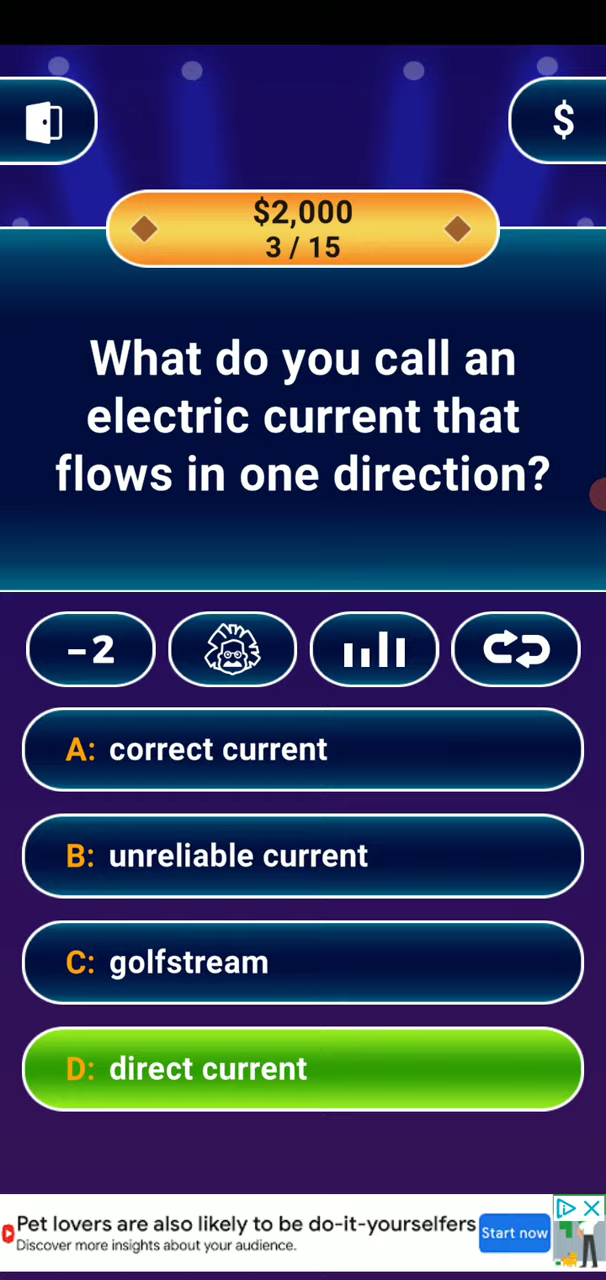 $
$2,000
3 / 15
What do you call an
electric current that
flows in one direction?
-2
A: correct current
B: unreliable current
C: golfstream
D: direct current
Pet lovers are also likely to be do-it-yourselfers
Discover more insights about your audience.
Start now